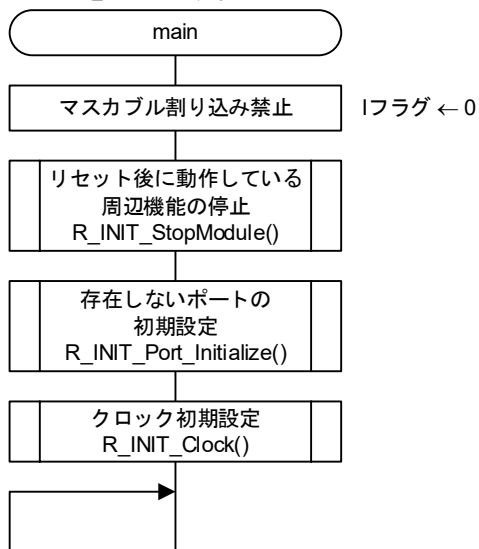 main
マスカブル割り込み禁止
Iフラグ ← 0
リセット後に動作している
周辺機能の停止
R_INIT_StopModule()
存在しないポートの
初期設定
R_INIT_Port_Initialize()
クロック初期設定
R_INIT_Clock()